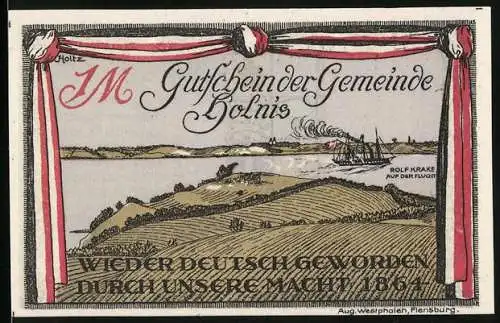 Holtz
1M Gutschein der Gemeinde
Holnis
ROLF KRAKE
AUF DER FLUCHT
WIEDER DEUTSCH GEWORDEN
DURCH UNSERE MACHT 1864
Aug. Westphalen, Flensburg.